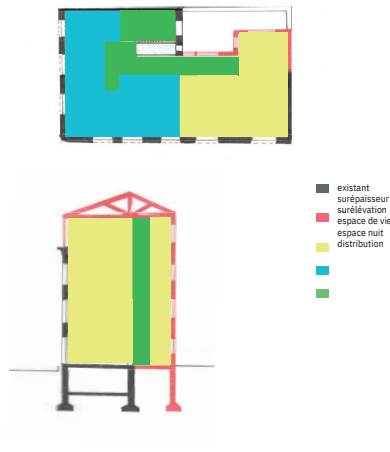 existant
surépaisseur
surélévation
espace de vie
espace nuit
distribution